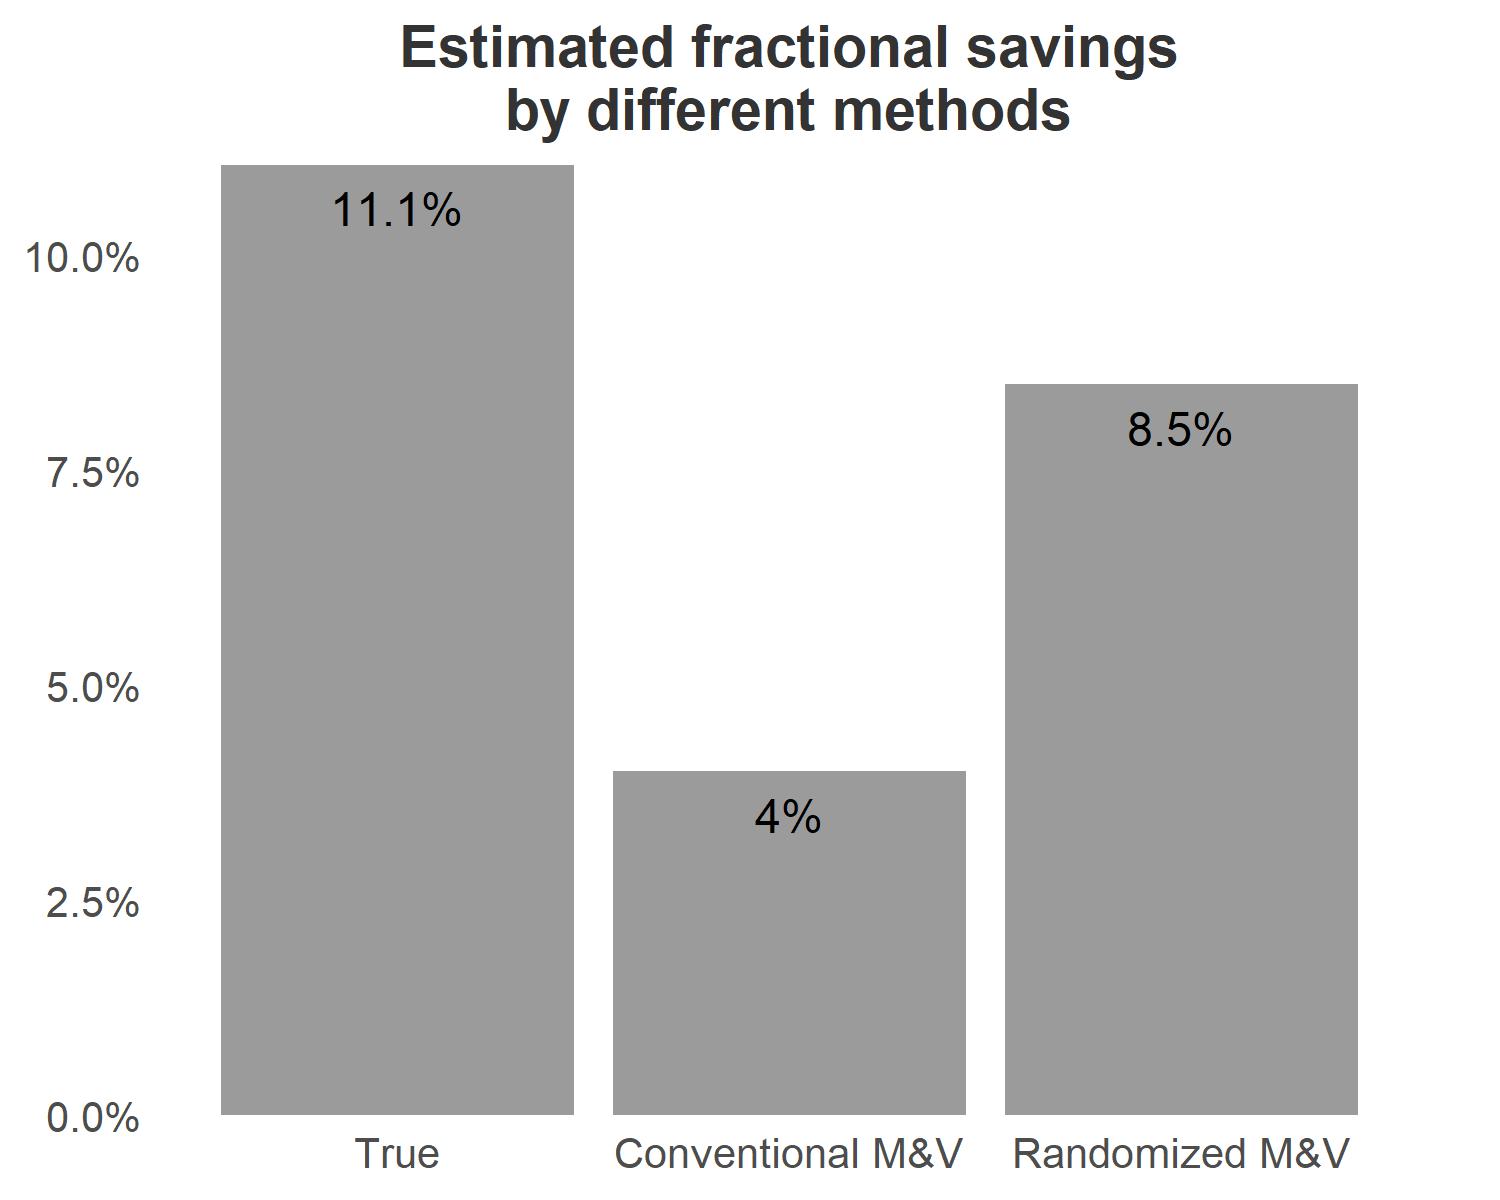 Estimated fractional savings
by different methods
11.1%
10.0%
8.5%
7.5%
5.0%
4%
2.5%
0.0%
True
Conventional M&V
Randomized M&V